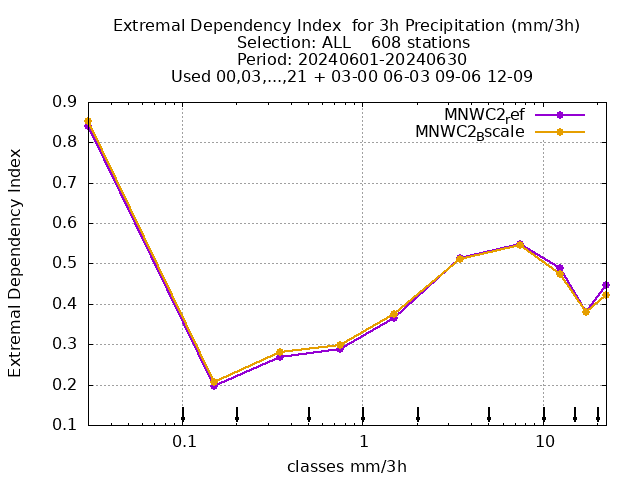 Extremal Dependency Index  for 3h Precipitation (mm/3h)
Selection: ALL    608 stations
Period: 20240601-20240630
Used 00,03,...,21 + 03-00 06-03 09-06 12-09
MNWC2ref
MNWC2Bscale
Extremal Dependency Index
0.9
0.8
0.7
0.6
0.5
0.4
0.3
0.2
0.1
0.1 1 10
classes mm/3h